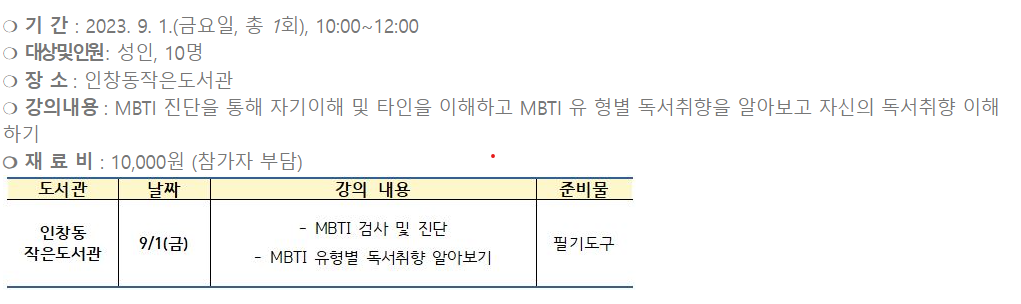 ❍ 기 간 : 2023. 9. 1.(금요일, 총 1회), 10:00~12:00
❍ 대상및인원: 성인, 10명
❍ 장 소 : 인창동작은도서관
❍ 강의내용 : MBTI 진단을 통해 자기이해 및 타인을 이해하고 MBTI 유 형별 독서취향을 알아보고 자신의 독서취향 이해
하기
❍ 재 료 비 : 10,000원 (참가자 부담)
도서관 날짜 강의 내용 준비물
인창동
작은도서관
9/1(금)
- MBTI 검사 및 진단
- MBTI 유형별 독서취향 알아보기
필기도구